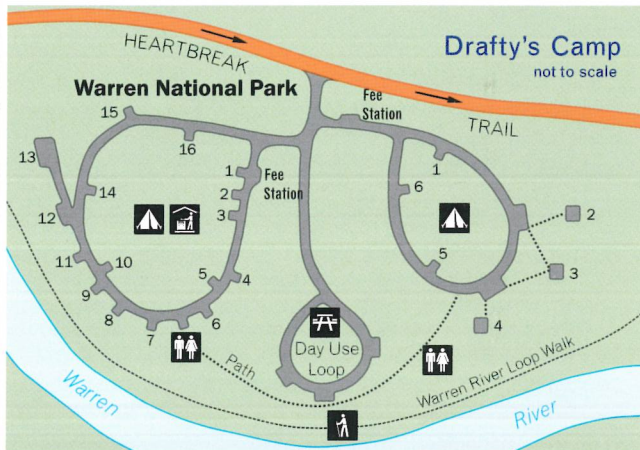 Drafty's Camp
not to scale
HEARTBREAK
TRAIL
Warren National Park
Fee
Station
15
16
13
14
12
11
10
9
8
7
6
5
4
3
2
1
Fee
Station
1
6
5
2
3
4
Day Use
Loop
Path
Warren River Loop Walk
Warren
River